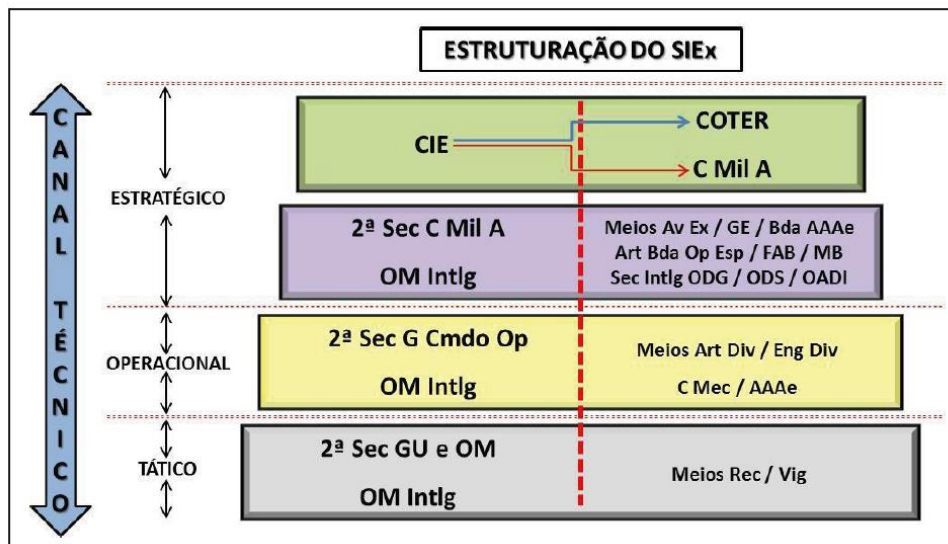 ESTRUTURAÇÃO DO SIEx
CANAL TÉCNICO
ESTRATÉGICO
CIE
COTER
C Mil A
2ª Sec C Mil A
OM Intlg
Meios Av Ex / GE / Bda AAAe
Art Bda Op Esp / FAB / MB
Sec Intlg ODG / ODS / OADI
OPERACIONAL
2ª Sec G Cmdo Op
OM Intlg
Meios Art Div / Eng Div
C Mec / AAAe
TÁTICO
2ª Sec GU e OM
OM Intlg
Meios Rec / Vig